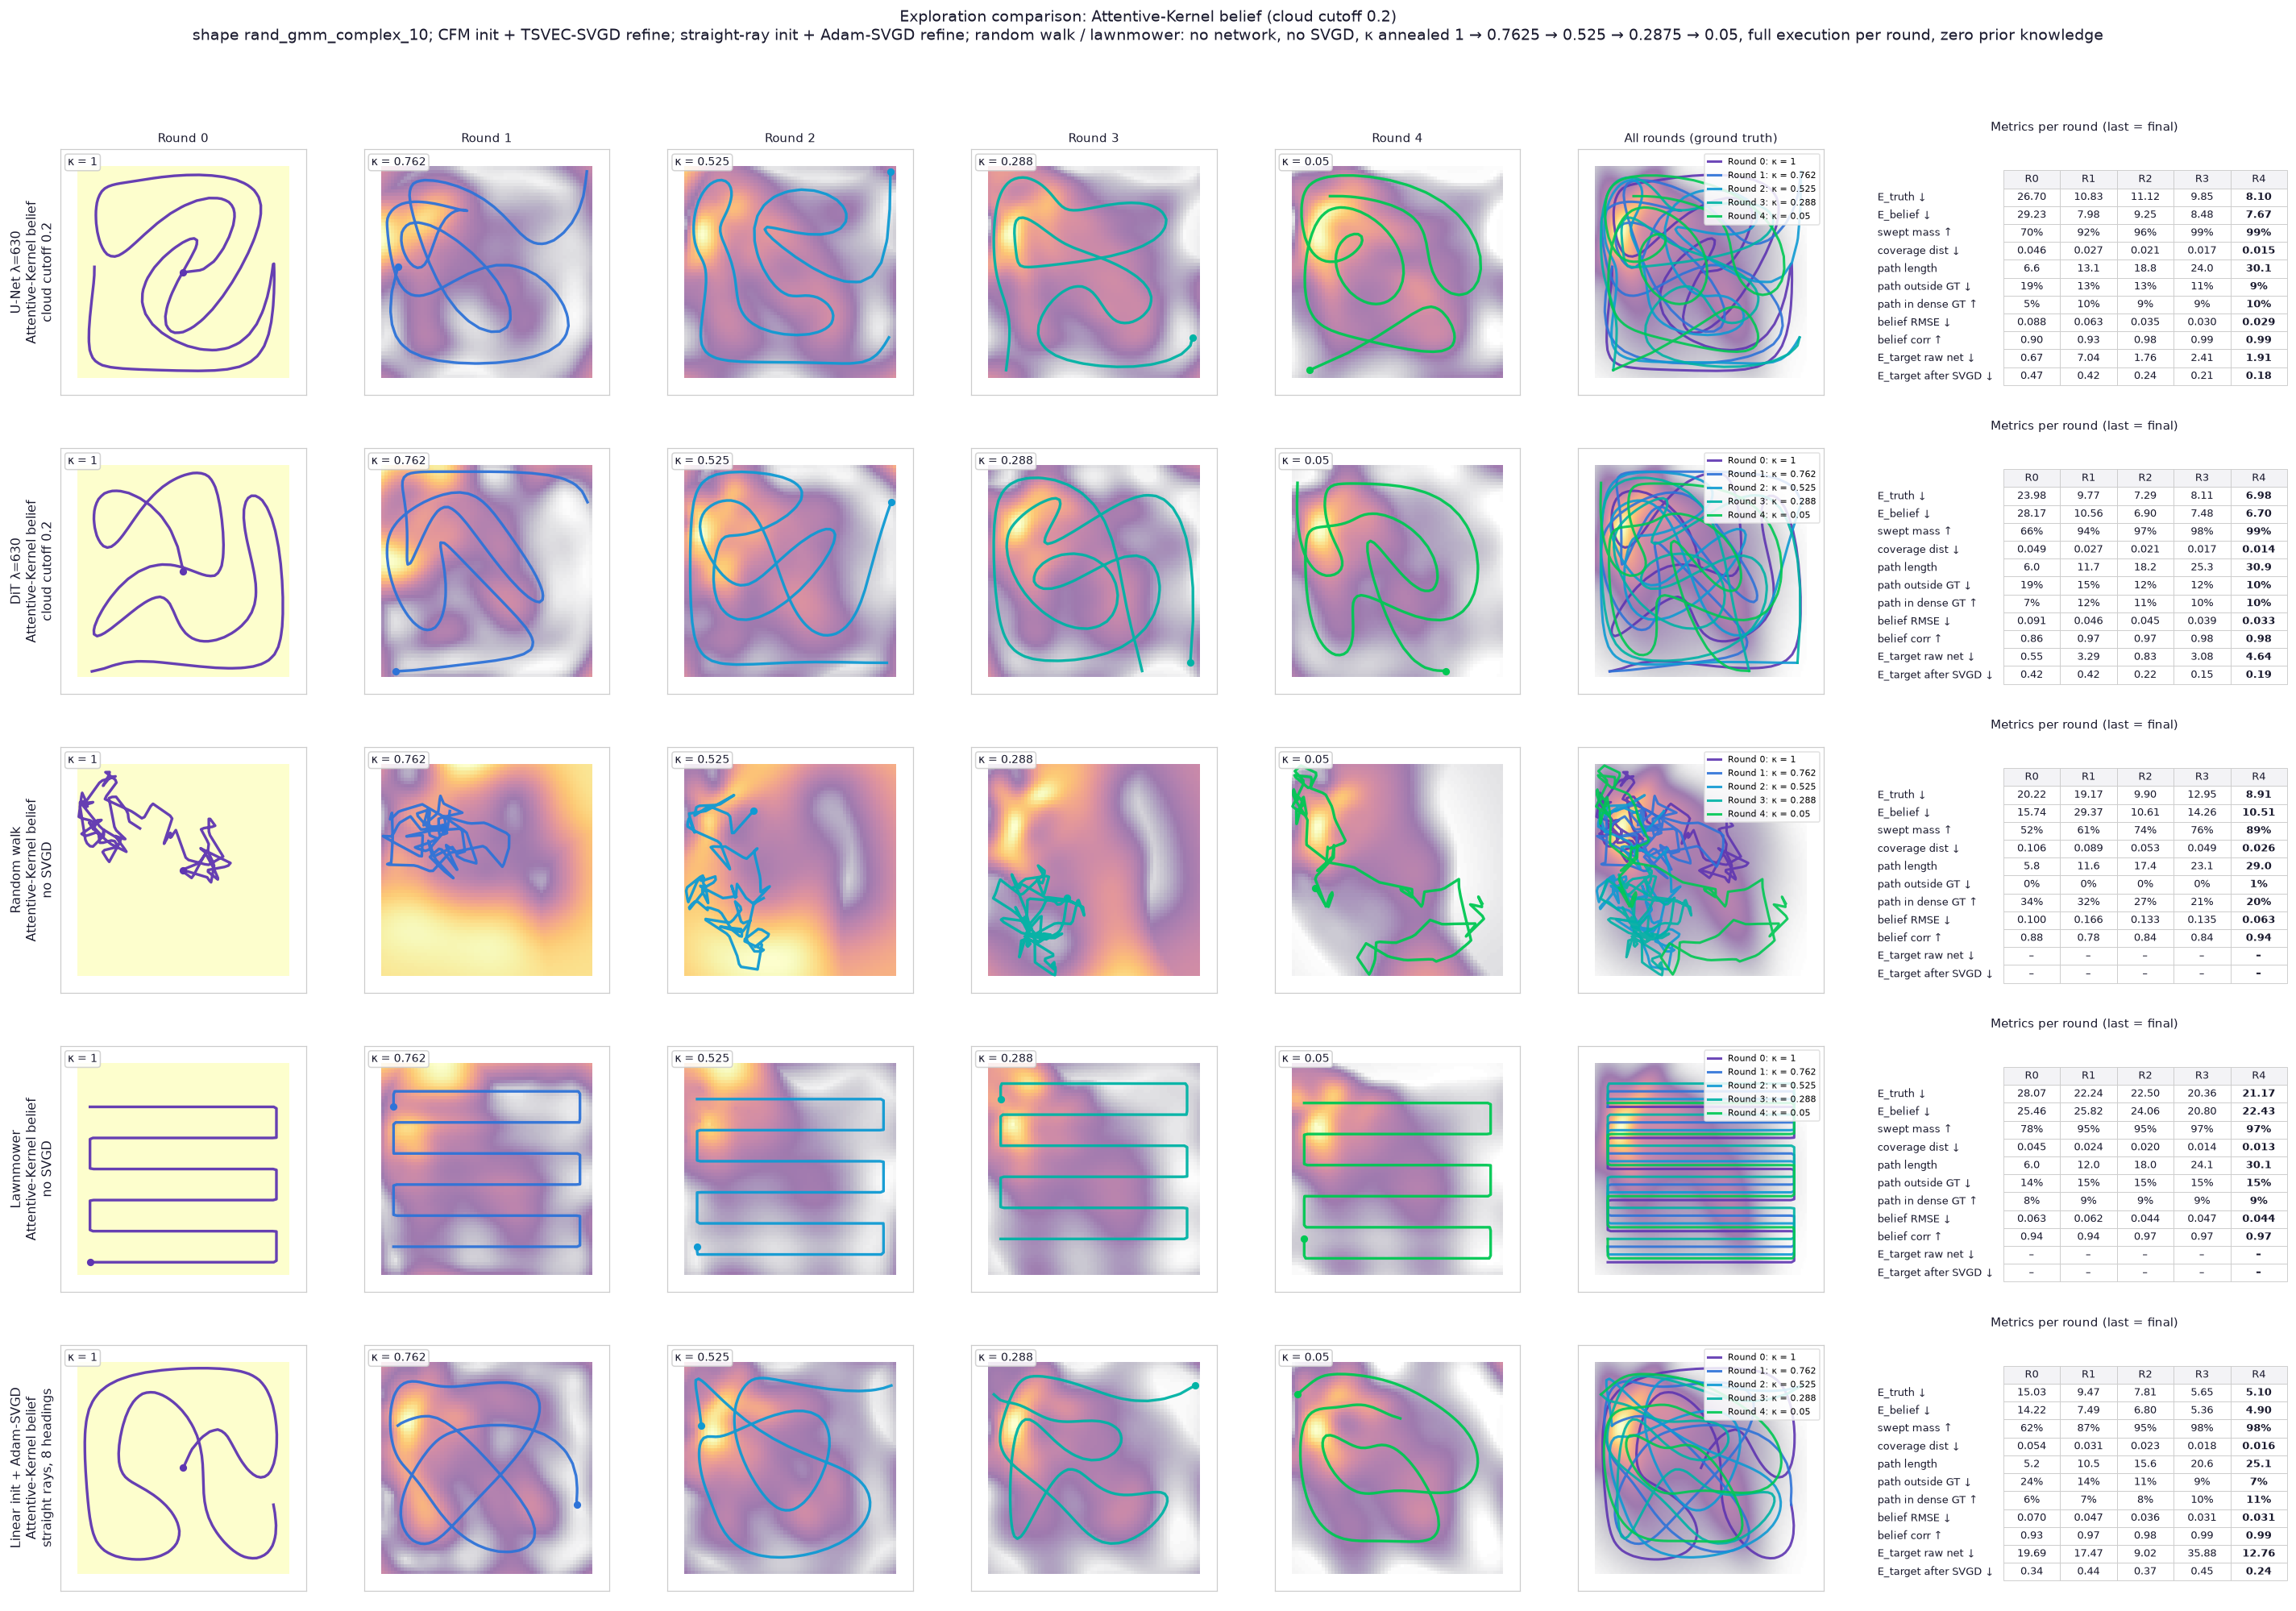 Exploration comparison: Attentive-Kernel belief (cloud cutoff 0.2)
shape rand_gmm_complex_10; CFM init + TSVEC-SVGD refine; straight-ray init + Adam-SVGD refine; random walk / lawnmower: no network, no SVGD, κ annealed 1 → 0.7625 → 0.525 → 0.2875 → 0.05, full execution per round, zero prior knowledge
Round 0 Round 1 Round 2 Round 3 Round 4 All rounds (ground truth) Metrics per round (last = final)
U-Net λ=630
Attentive-Kernel belief
cloud cutoff 0.2
κ = 1 κ = 0.762 κ = 0.525 κ = 0.288 κ = 0.05
Round 0: κ = 1
Round 1: κ = 0.762
Round 2: κ = 0.525
Round 3: κ = 0.288
Round 4: κ = 0.05
R0 R1 R2 R3 R4
E_truth ↓ 26.70 10.83 11.12 9.85 8.10
E_belief ↓ 29.23 7.98 9.25 8.48 7.67
swept mass ↑ 70% 92% 96% 99% 99%
coverage dist ↓ 0.046 0.027 0.021 0.017 0.015
path length 6.6 13.1 18.8 24.0 30.1
path outside GT ↓ 19% 13% 13% 11% 9%
path in dense GT ↑ 5% 10% 9% 9% 10%
belief RMSE ↓ 0.088 0.063 0.035 0.030 0.029
belief corr ↑ 0.90 0.93 0.98 0.99 0.99
E_target raw net ↓ 0.67 7.04 1.76 2.41 1.91
E_target after SVGD ↓ 0.47 0.42 0.24 0.21 0.18
Metrics per round (last = final)
DiT λ=630
Attentive-Kernel belief
cloud cutoff 0.2
κ = 1 κ = 0.762 κ = 0.525 κ = 0.288 κ = 0.05
Round 0: κ = 1
Round 1: κ = 0.762
Round 2: κ = 0.525
Round 3: κ = 0.288
Round 4: κ = 0.05
R0 R1 R2 R3 R4
E_truth ↓ 23.98 9.77 7.29 8.11 6.98
E_belief ↓ 28.17 10.56 6.90 7.48 6.70
swept mass ↑ 66% 94% 97% 98% 99%
coverage dist ↓ 0.049 0.027 0.021 0.017 0.014
path length 6.0 11.7 18.2 25.3 30.9
path outside GT ↓ 19% 15% 12% 12% 10%
path in dense GT ↑ 7% 12% 11% 10% 10%
belief RMSE ↓ 0.091 0.046 0.045 0.039 0.033
belief corr ↑ 0.86 0.97 0.97 0.98 0.98
E_target raw net ↓ 0.55 3.29 0.83 3.08 4.64
E_target after SVGD ↓ 0.42 0.42 0.22 0.15 0.19
Metrics per round (last = final)
Random walk
Attentive-Kernel belief
no SVGD
κ = 1 κ = 0.762 κ = 0.525 κ = 0.288 κ = 0.05
Round 0: κ = 1
Round 1: κ = 0.762
Round 2: κ = 0.525
Round 3: κ = 0.288
Round 4: κ = 0.05
R0 R1 R2 R3 R4
E_truth ↓ 20.22 19.17 9.90 12.95 8.91
E_belief ↓ 15.74 29.37 10.61 14.26 10.51
swept mass ↑ 52% 61% 74% 76% 89%
coverage dist ↓ 0.106 0.089 0.053 0.049 0.026
path length 5.8 11.6 17.4 23.1 29.0
path outside GT ↓ 0% 0% 0% 0% 1%
path in dense GT ↑ 34% 32% 27% 21% 20%
belief RMSE ↓ 0.100 0.166 0.133 0.135 0.063
belief corr ↑ 0.88 0.78 0.84 0.84 0.94
E_target raw net ↓ – – – – –
E_target after SVGD ↓ – – – – –
Metrics per round (last = final)
Lawnmower
Attentive-Kernel belief
no SVGD
κ = 1 κ = 0.762 κ = 0.525 κ = 0.288 κ = 0.05
Round 0: κ = 1
Round 1: κ = 0.762
Round 2: κ = 0.525
Round 3: κ = 0.288
Round 4: κ = 0.05
R0 R1 R2 R3 R4
E_truth ↓ 28.07 22.24 22.50 20.36 21.17
E_belief ↓ 25.46 25.82 24.06 20.80 22.43
swept mass ↑ 78% 95% 95% 97% 97%
coverage dist ↓ 0.045 0.024 0.020 0.014 0.013
path length 6.0 12.0 18.0 24.1 30.1
path outside GT ↓ 14% 15% 15% 15% 15%
path in dense GT ↑ 8% 9% 9% 9% 9%
belief RMSE ↓ 0.063 0.062 0.044 0.047 0.044
belief corr ↑ 0.94 0.94 0.97 0.97 0.97
E_target raw net ↓ – – – – –
E_target after SVGD ↓ – – – – –
Metrics per round (last = final)
Linear init + Adam-SVGD
Attentive-Kernel belief
straight rays, 8 headings
κ = 1 κ = 0.762 κ = 0.525 κ = 0.288 κ = 0.05
Round 0: κ = 1
Round 1: κ = 0.762
Round 2: κ = 0.525
Round 3: κ = 0.288
Round 4: κ = 0.05
R0 R1 R2 R3 R4
E_truth ↓ 15.03 9.47 7.81 5.65 5.10
E_belief ↓ 14.22 7.49 6.80 5.36 4.90
swept mass ↑ 62% 87% 95% 98% 98%
coverage dist ↓ 0.054 0.031 0.023 0.018 0.016
path length 5.2 10.5 15.6 20.6 25.1
path outside GT ↓ 24% 14% 11% 9% 7%
path in dense GT ↑ 6% 7% 8% 10% 11%
belief RMSE ↓ 0.070 0.047 0.036 0.031 0.031
belief corr ↑ 0.93 0.97 0.98 0.99 0.99
E_target raw net ↓ 19.69 17.47 9.02 35.88 12.76
E_target after SVGD ↓ 0.34 0.44 0.37 0.45 0.24